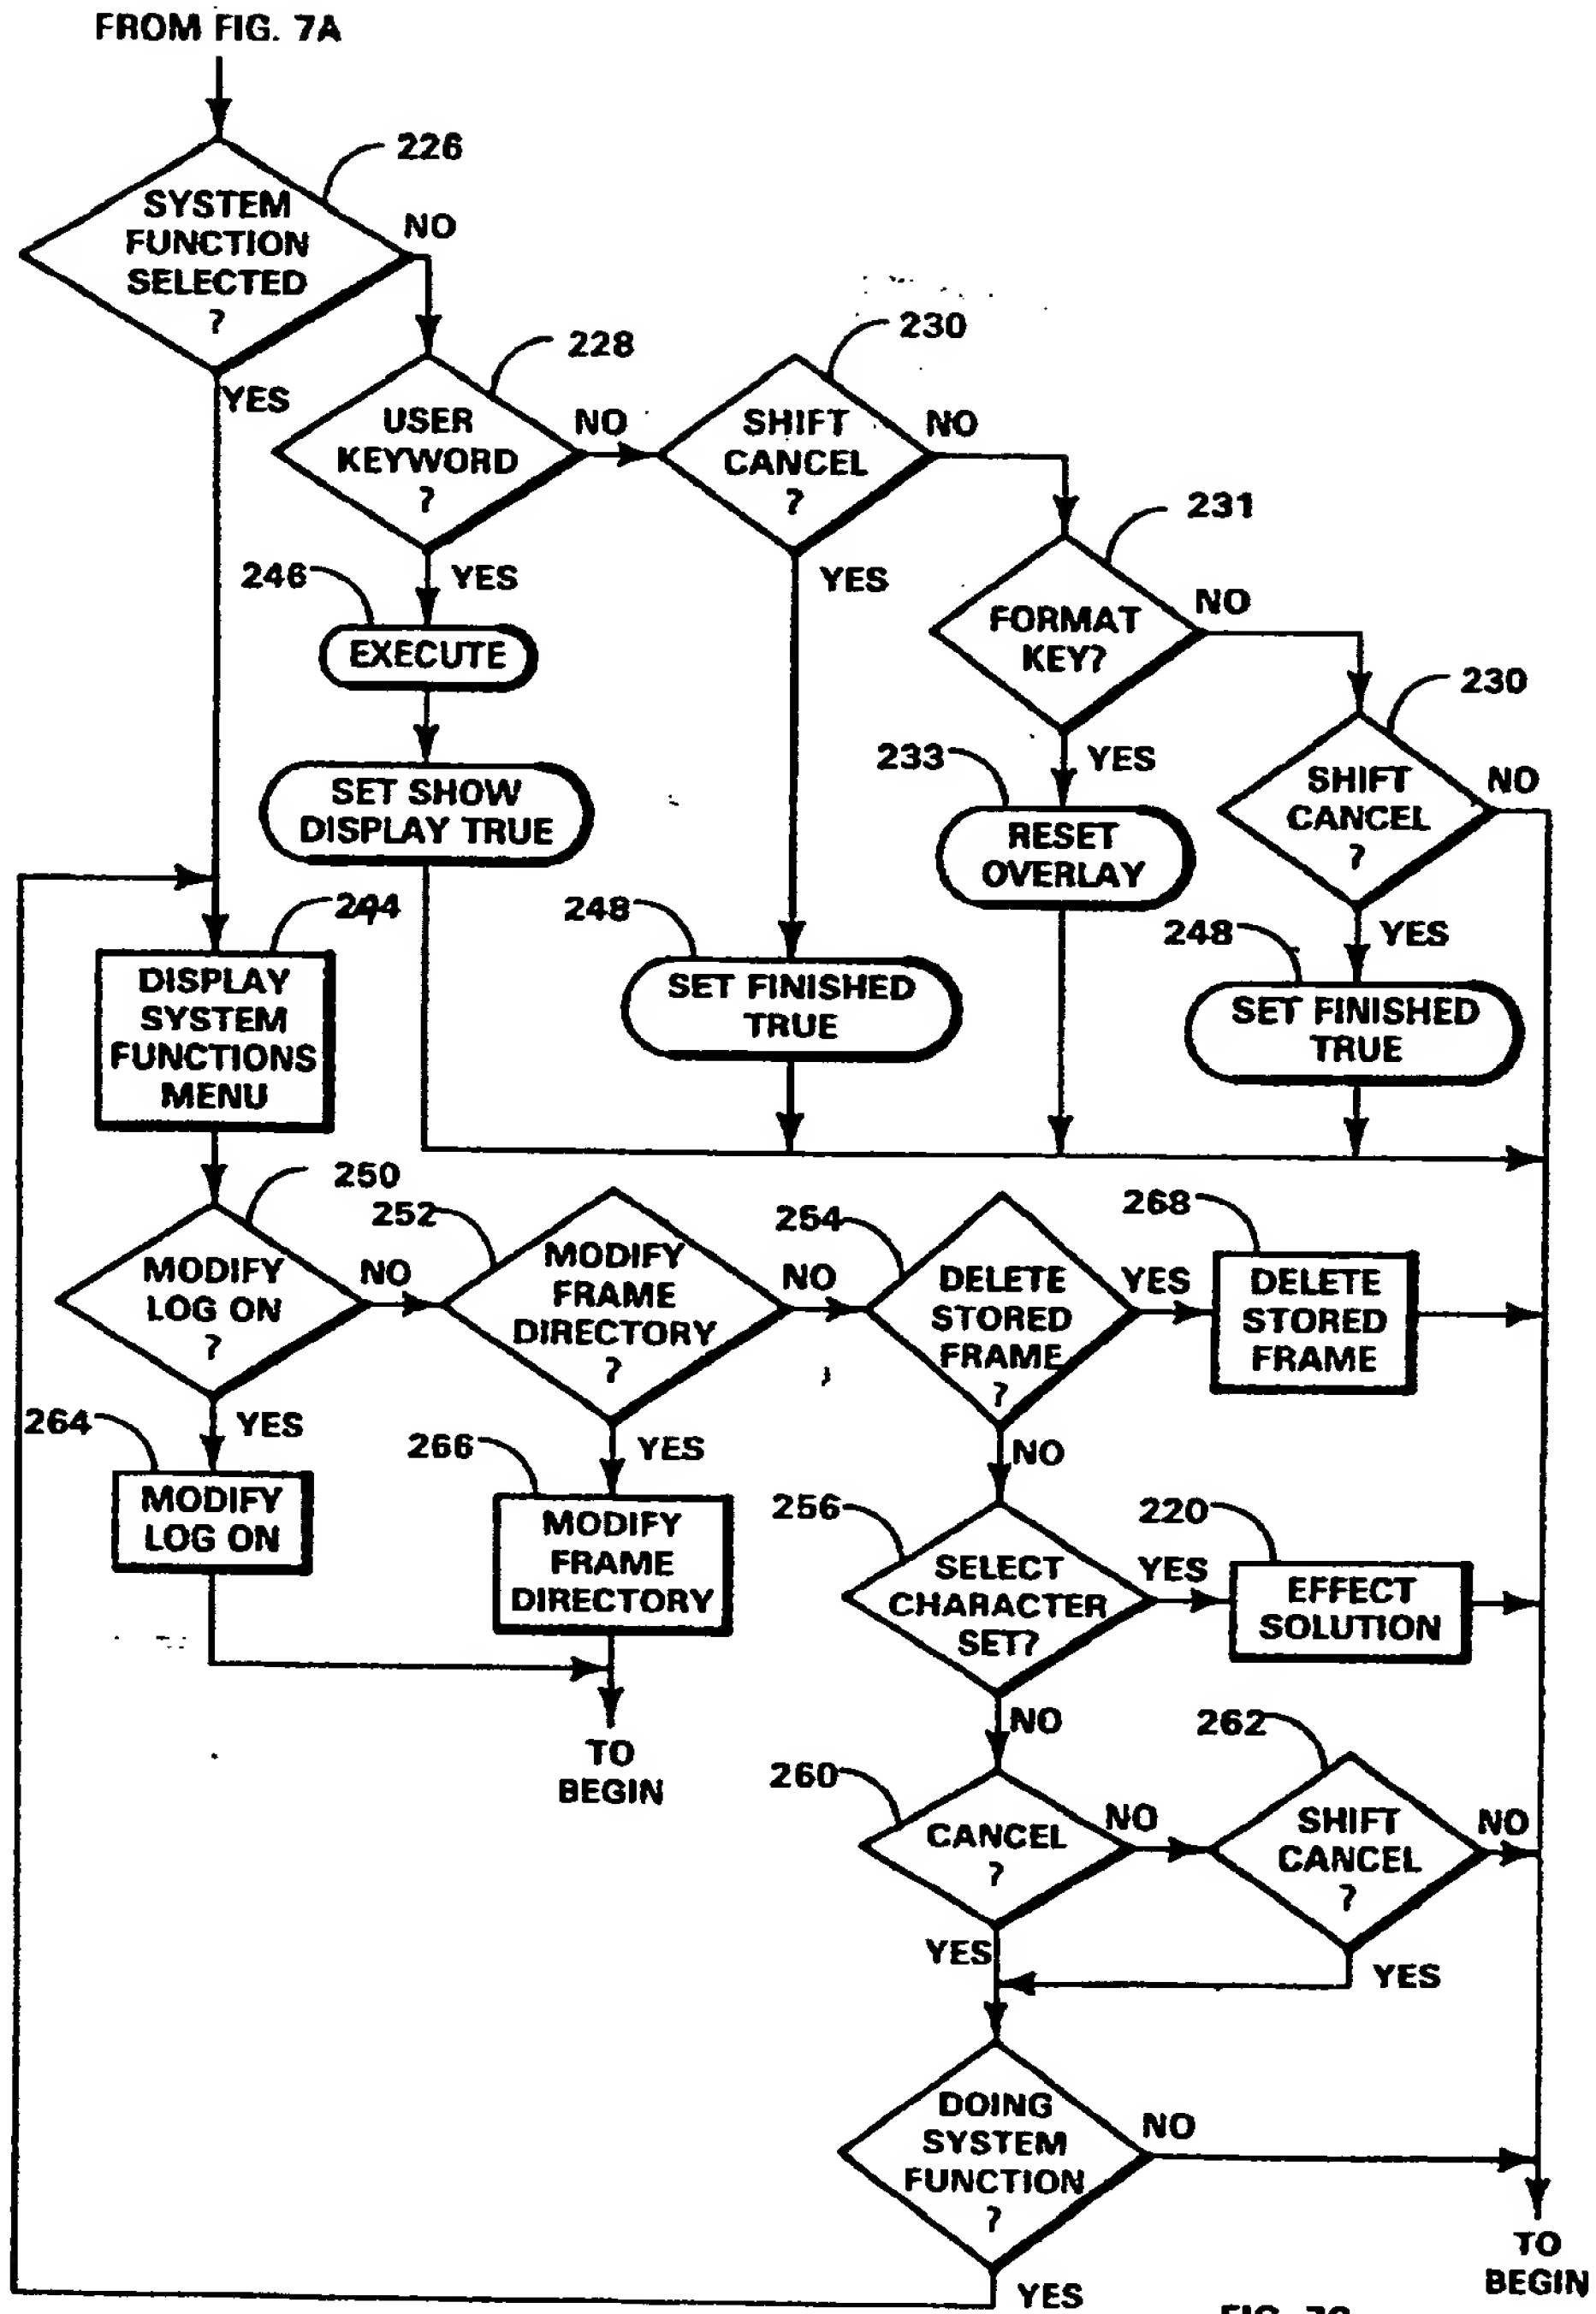 FROM FIG. 7A
226
SYSTEM
FUNCTION
SELECTED
?
NO
YES
228
USER
KEYWORD
?
NO
YES
230
SHIFT
CANCEL
?
NO
YES
231
FORMAT
KEY?
NO
YES
230
SHIFT
CANCEL
?
NO
YES
246
EXECUTE
SET SHOW
DISPLAY TRUE
233
RESET
OVERLAY
248
SET FINISHED
TRUE
248
SET FINISHED
TRUE
244
DISPLAY
SYSTEM
FUNCTIONS
MENU
250
MODIFY
LOG ON
?
NO
YES
252
MODIFY
FRAME
DIRECTORY
?
NO
YES
254
DELETE
STORED
FRAME
?
YES
NO
268
DELETE
STORED
FRAME
264
MODIFY
LOG ON
266
MODIFY
FRAME
DIRECTORY
TO
BEGIN
256
SELECT
CHARACTER
SET?
YES
NO
220
EFFECT
SOLUTION
260
CANCEL
?
NO
YES
262
SHIFT
CANCEL
?
NO
YES
DOING
SYSTEM
FUNCTION
?
NO
YES
TO
BEGIN